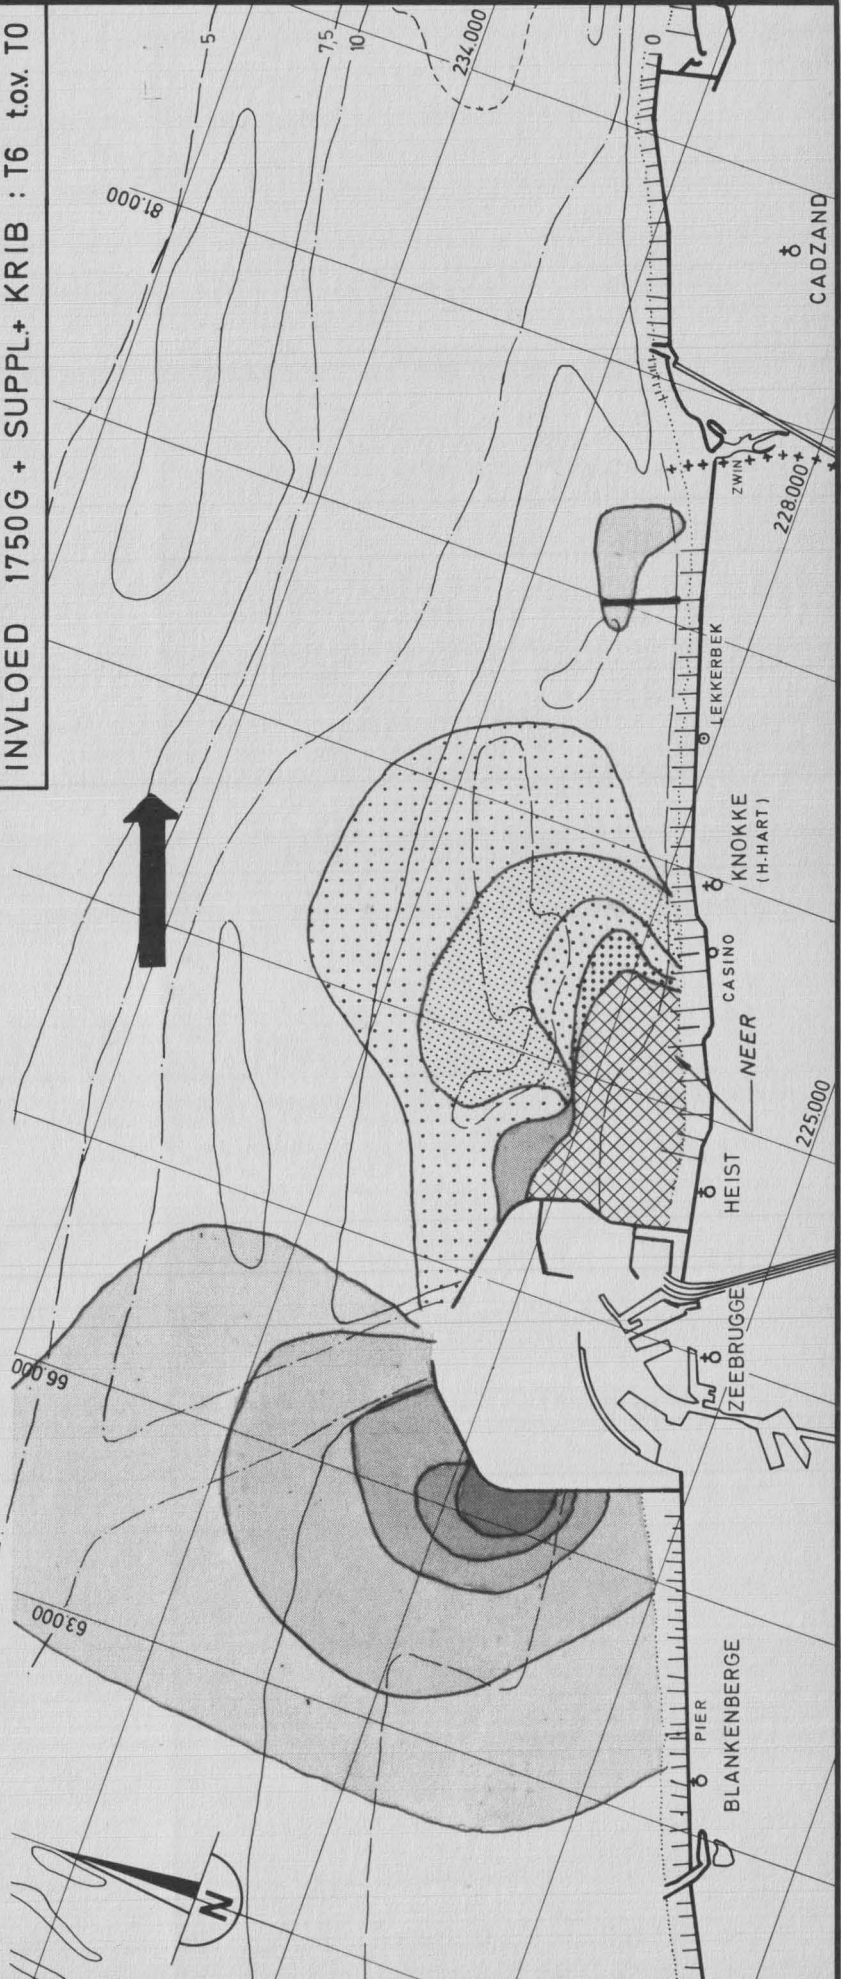 INVLOED 1750G + SUPPL.+ KRIB : T6 t.o.v. T0
5
7,5
10
0
234.000
81.000
CADZAND
ZWIN
228.000
LEKKERBEK
KNOKKE
(H.HART)
CASINO
NEER
225.000
HEIST
ZEEBRUGGE
66.000
63.000
PIER
BLANKENBERGE
N